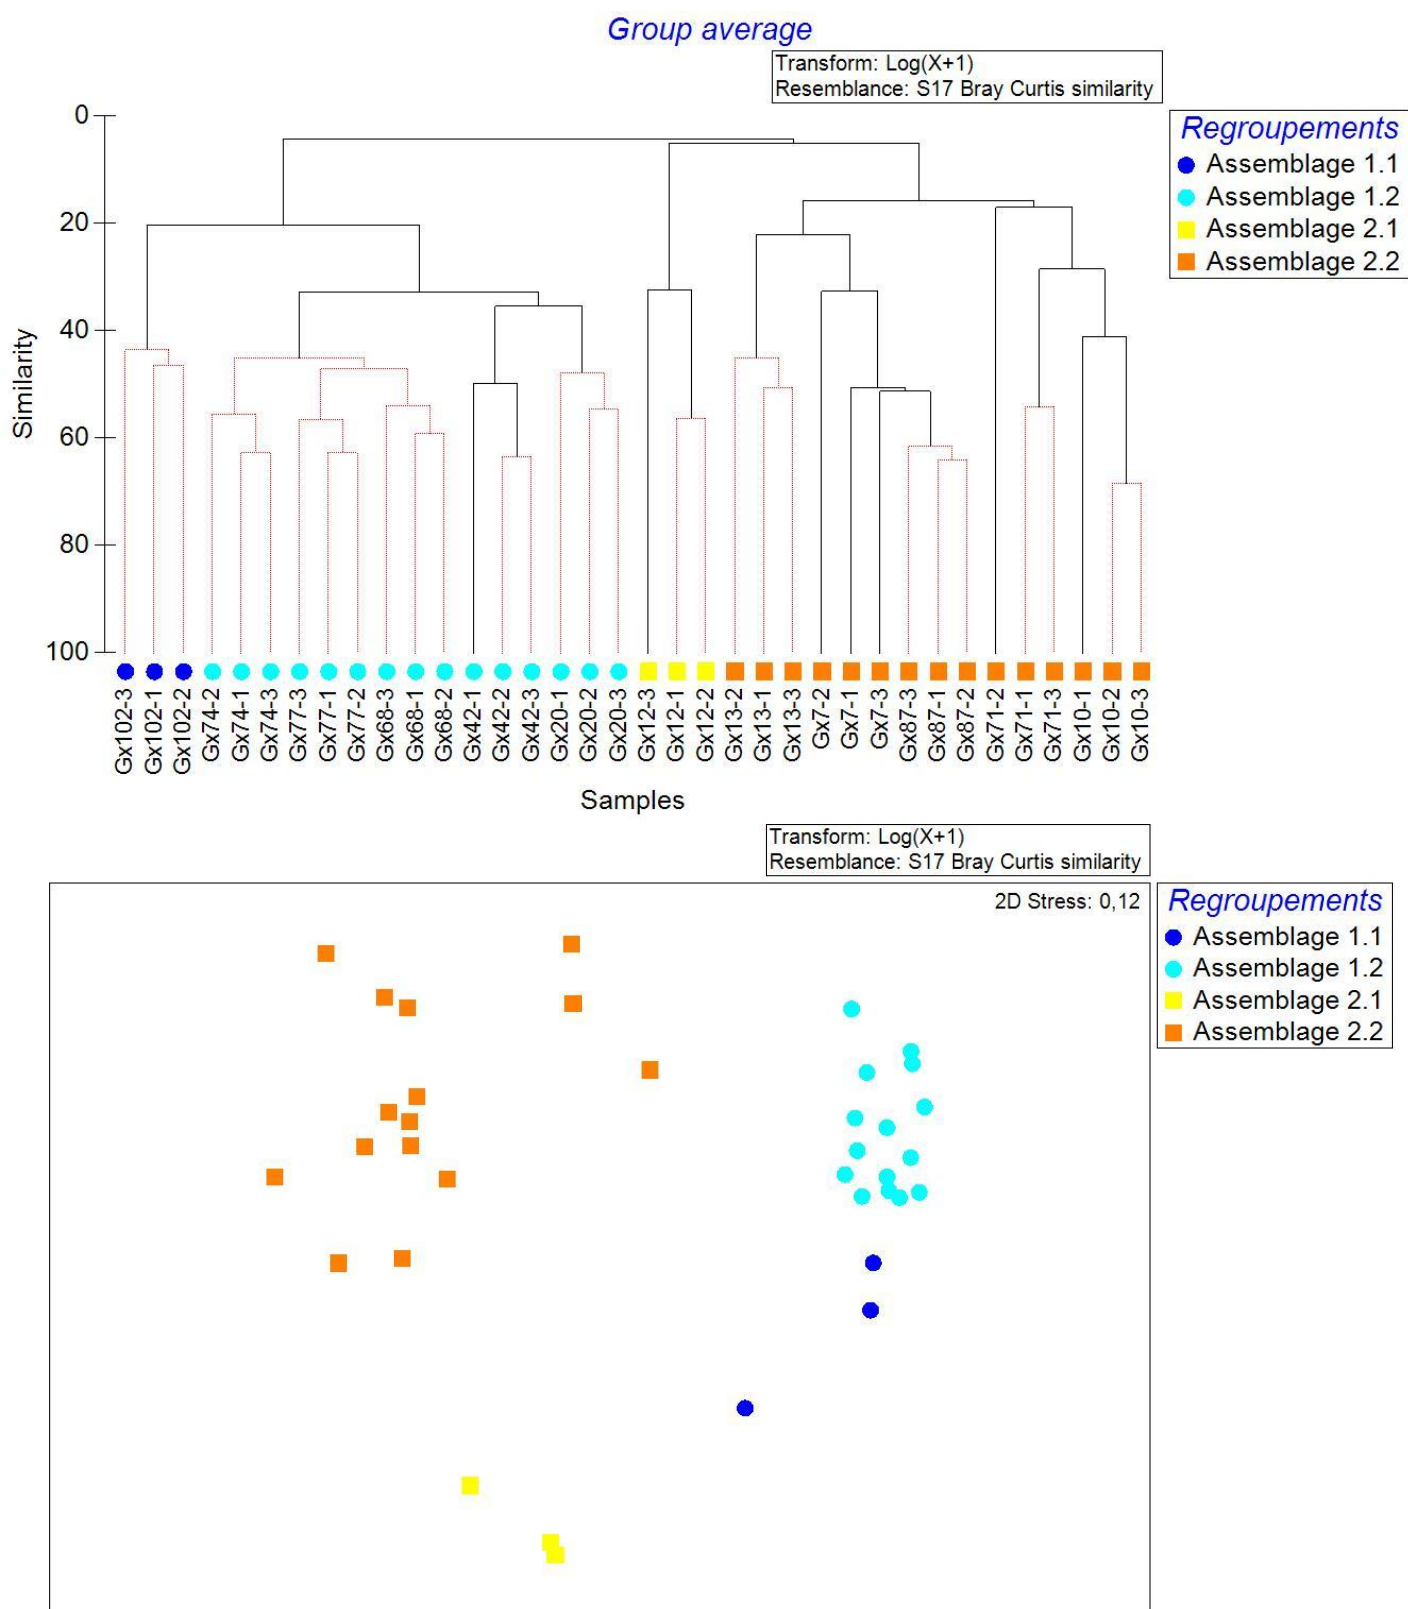 Group average
Transform: Log(X+1)
Resemblance: S17 Bray Curtis similarity
Regroupements
Assemblage 1.1
Assemblage 1.2
Assemblage 2.1
Assemblage 2.2
Similarity
0
20
40
60
80
100
Gx102-3
Gx102-1
Gx102-2
Gx74-2
Gx74-1
Gx74-3
Gx77-3
Gx77-1
Gx77-2
Gx68-3
Gx68-1
Gx68-2
Gx42-1
Gx42-2
Gx42-3
Gx20-1
Gx20-2
Gx20-3
Gx12-3
Gx12-1
Gx12-2
Gx13-2
Gx13-1
Gx13-3
Gx7-2
Gx7-1
Gx7-3
Gx87-3
Gx87-1
Gx87-2
Gx71-2
Gx71-1
Gx71-3
Gx10-1
Gx10-2
Gx10-3
Samples
Transform: Log(X+1)
Resemblance: S17 Bray Curtis similarity
2D Stress: 0,12
Regroupements
Assemblage 1.1
Assemblage 1.2
Assemblage 2.1
Assemblage 2.2